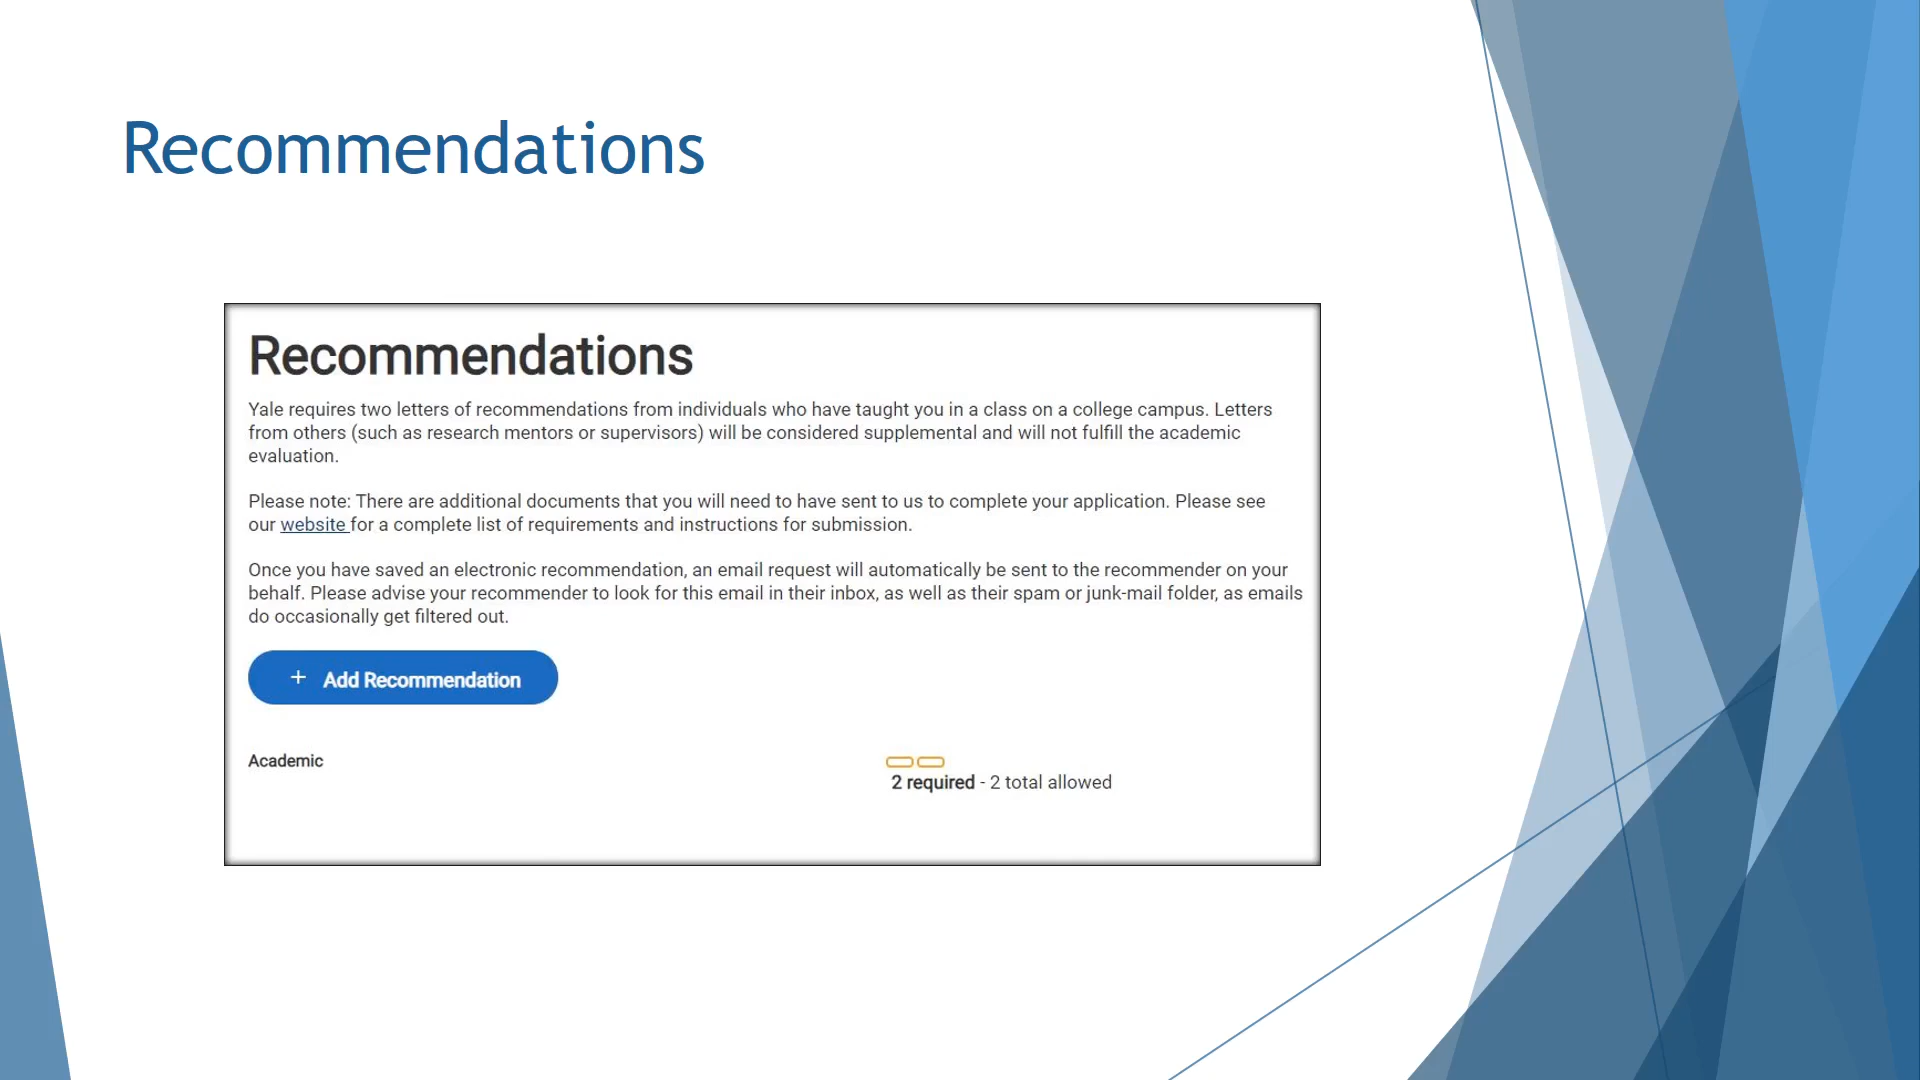 Recommendations
Recommendations
Yale requires two letters of recommendations from individuals who have taught you in a class on a college campus. Letters
from others (such as research mentors or supervisors) will be considered supplemental and will not fulfill the academic
evaluation.
Please note: There are additional documents that you will need to have sent to us to complete your application. Please see
our website for a complete list of requirements and instructions for submission.
Once you have saved an electronic recommendation, an email request will automatically be sent to the recommender on your
behalf. Please advise your recommender to look for this email in their inbox, as well as their spam or junk-mail folder, as emails
do occasionally get filtered out.
+ Add Recommendation
Academic
2 required - 2 total allowed